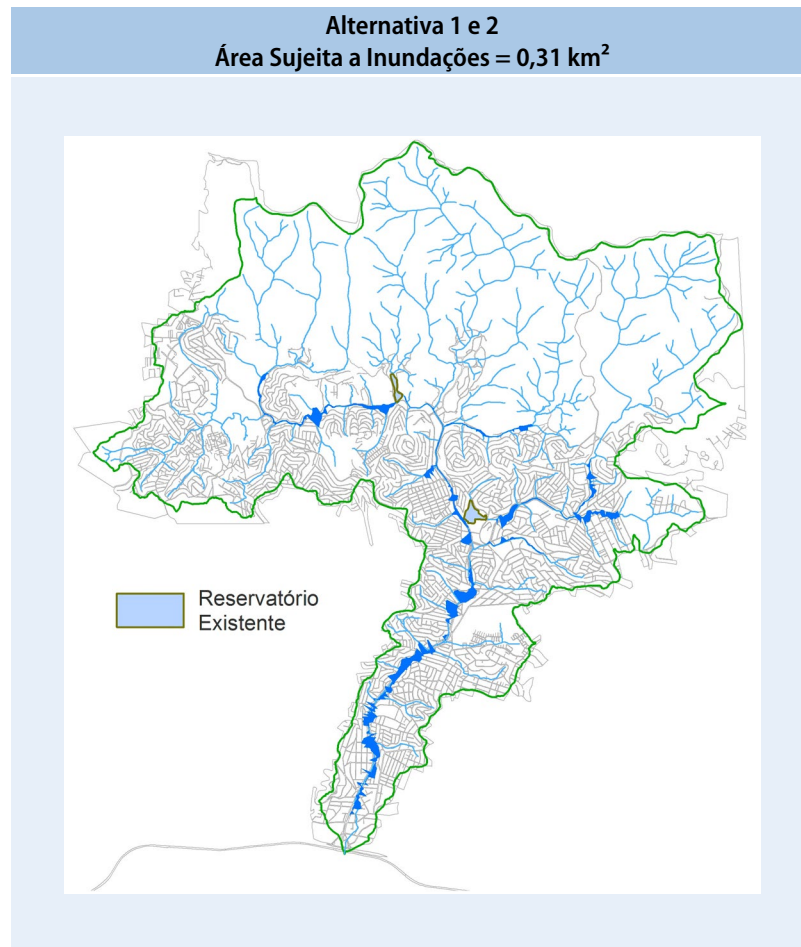 Alternativa 1 e 2
Área Sujeita a Inundações = 0,31 km²
Reservatório
Existente